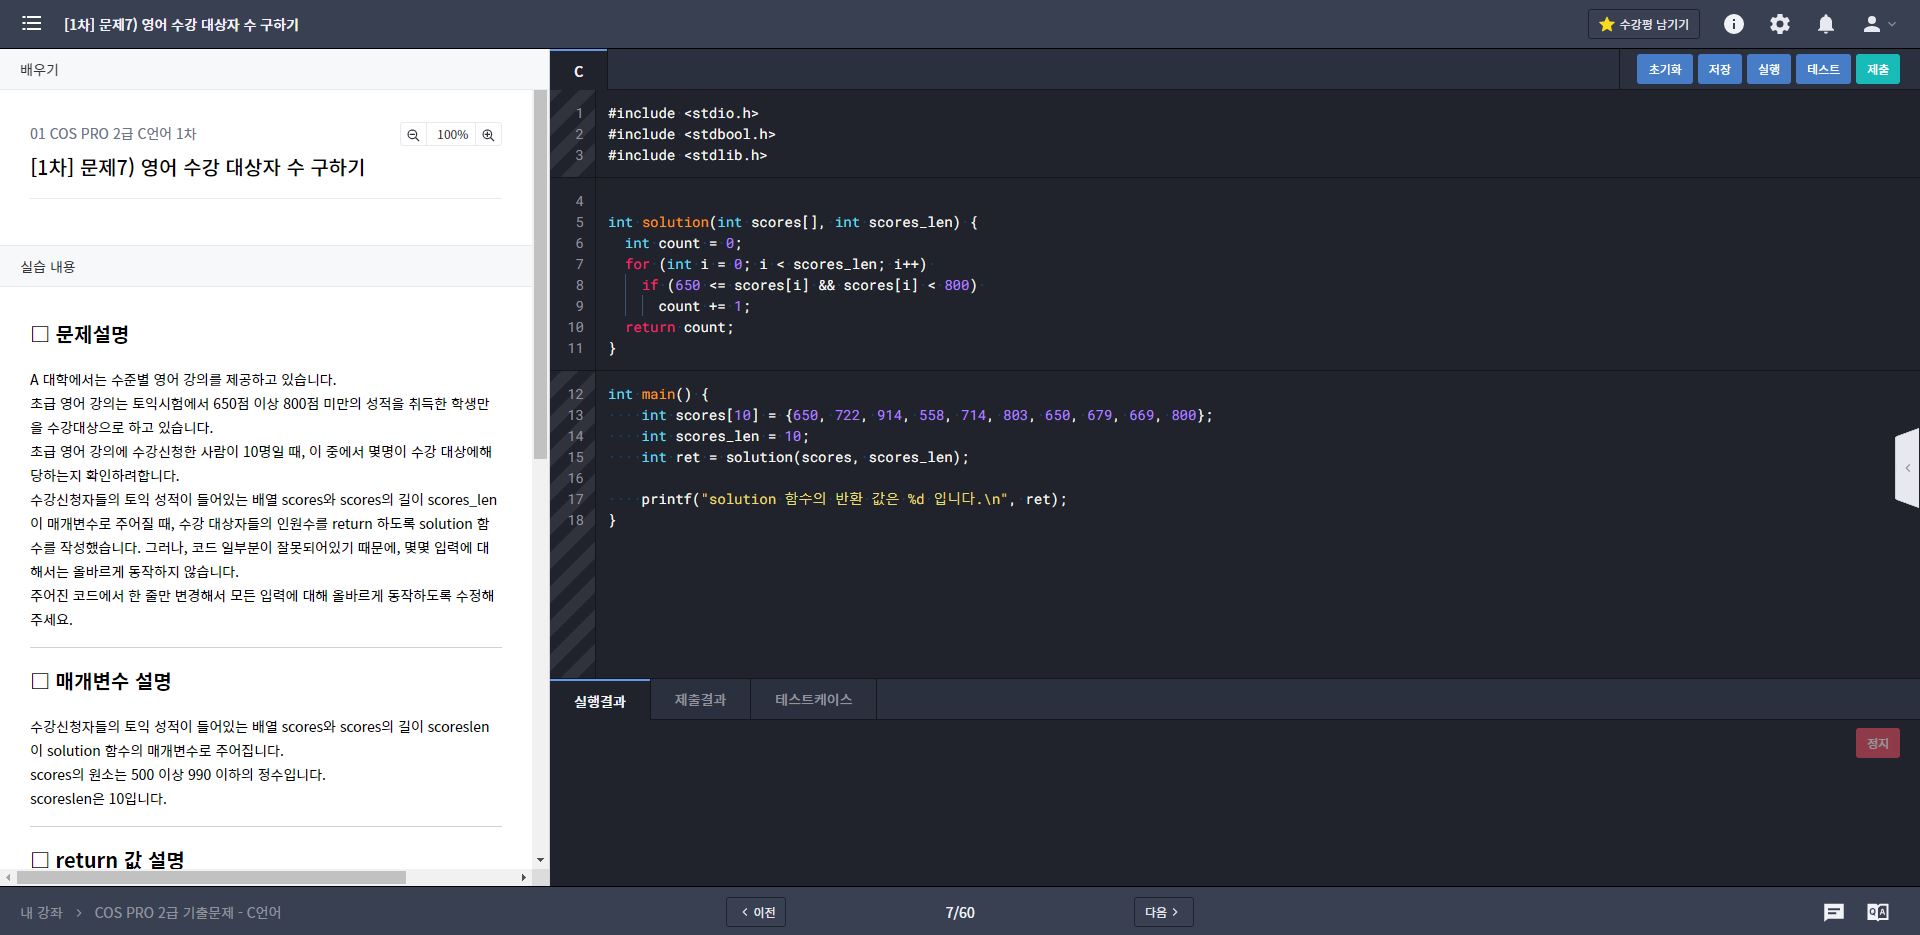 [1차] 문제7) 영어 수강 대상자 수 구하기
수강평 남기기
배우기
01 COS PRO 2급 C언어 1차
100%
[1차] 문제7) 영어 수강 대상자 수 구하기
실습 내용
문제설명
A 대학에서는 수준별 영어 강의를 제공하고 있습니다.
초급 영어 강의는 토익시험에서 650점 이상 800점 미만의 성적을 취득한 학생만
을 수강대상으로 하고 있습니다.
초급 영어 강의에 수강신청한 사람이 10명일 때, 이 중에서 몇명이 수강 대상에해
당하는지 확인하려합니다.
수강신청자들의 토익 성적이 들어있는 배열 scores와 scores의 길이 scores_len
이 매개변수로 주어질 때, 수강 대상자들의 인원수를 return 하도록 solution 함
수를 작성했습니다. 그러나, 코드 일부분이 잘못되어있기 때문에, 몇몇 입력에 대
해서는 올바르게 동작하지 않습니다.
주어진 코드에서 한 줄만 변경해서 모든 입력에 대해 올바르게 동작하도록 수정해
주세요.
매개변수 설명
수강신청자들의 토익 성적이 들어있는 배열 scores와 scores의 길이 scoreslen
이 solution 함수의 매개변수로 주어집니다.
scores의 원소는 500 이상 990 이하의 정수입니다.
scoreslen은 10입니다.
return 값 설명
C
초기화 저장 실행 테스트 제출
1 #include <stdio.h>
2 #include <stdbool.h>
3 #include <stdlib.h>
4
5 int solution(int scores[], int scores_len) {
6 int count = 0;
7 for (int i = 0; i < scores_len; i++)
8 if (650 <= scores[i] && scores[i] < 800)
9 count += 1;
10 return count;
11 }
12 int main() {
13 int scores[10] = {650, 722, 914, 558, 714, 803, 650, 679, 669, 800};
14 int scores_len = 10;
15 int ret = solution(scores, scores_len);
16
17 printf("solution 함수의 반환 값은 %d 입니다.\n", ret);
18 }
실행결과 제출결과 테스트케이스
정지
내 강좌 > COS PRO 2급 기출문제 - C언어
< 이전
7/60
다음 >
Q A